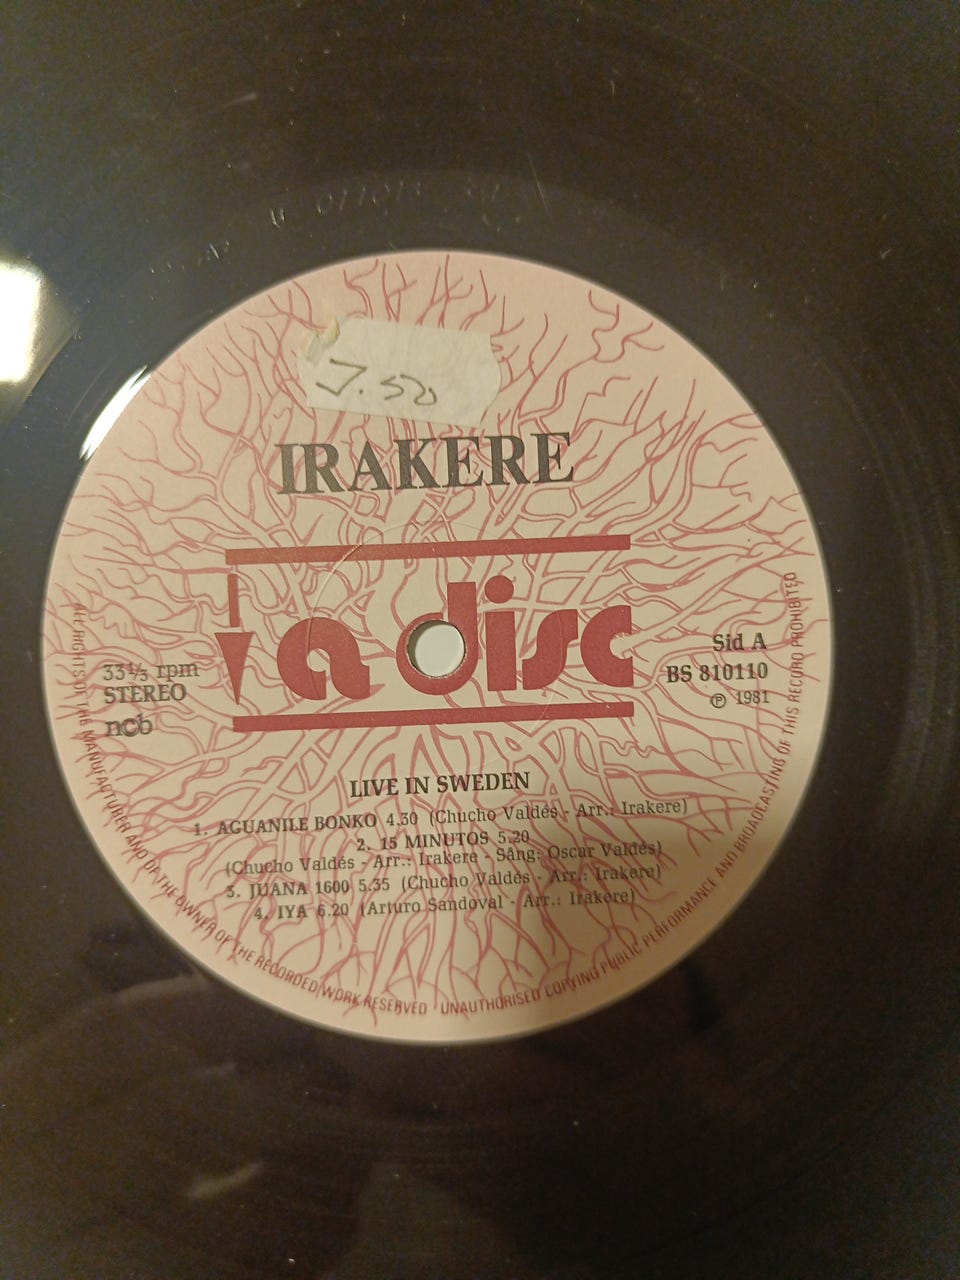 7.50
IRAKERE
a disc
Sid A
BS 810110
℗ 1981
33⅓ rpm
STEREO
ncb
LIVE IN SWEDEN
1. AGUANILE BONKO 4.30 (Chucho Valdés - Arr.: Irakere)
2. 15 MINUTOS 5.20
(Chucho Valdés - Arr.: Irakere - Sång: Oscar Valdés)
3. JUANA 1600 5.35 (Chucho Valdés - Arr.: Irakere)
4. IYA 6.20 (Arturo Sandoval - Arr.: Irakere)
ALL RIGHTS OF THE MANUFACTURER AND OF THE OWNER OF THE RECORDED WORK RESERVED · UNAUTHORISED COPYING PUBLIC PERFORMANCE AND BROADCASTING OF THIS RECORD PROHIBITED